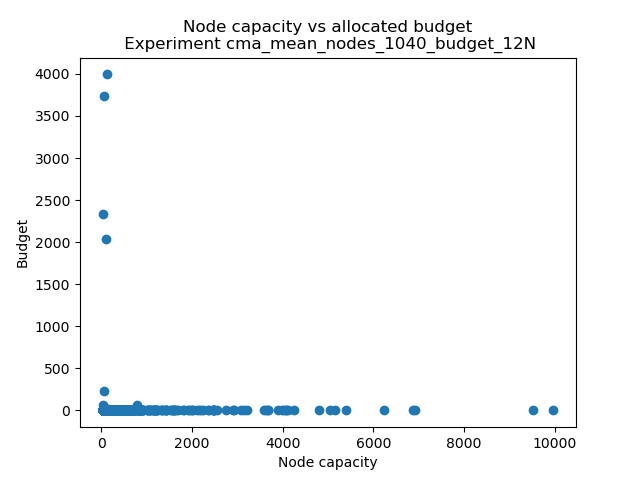 Node capacity vs allocated budget
Experiment cma_mean_nodes_1040_budget_12N
4000
3500
3000
2500
2000
1500
1000
500
0
Budget
0 2000 4000 6000 8000 10000
Node capacity